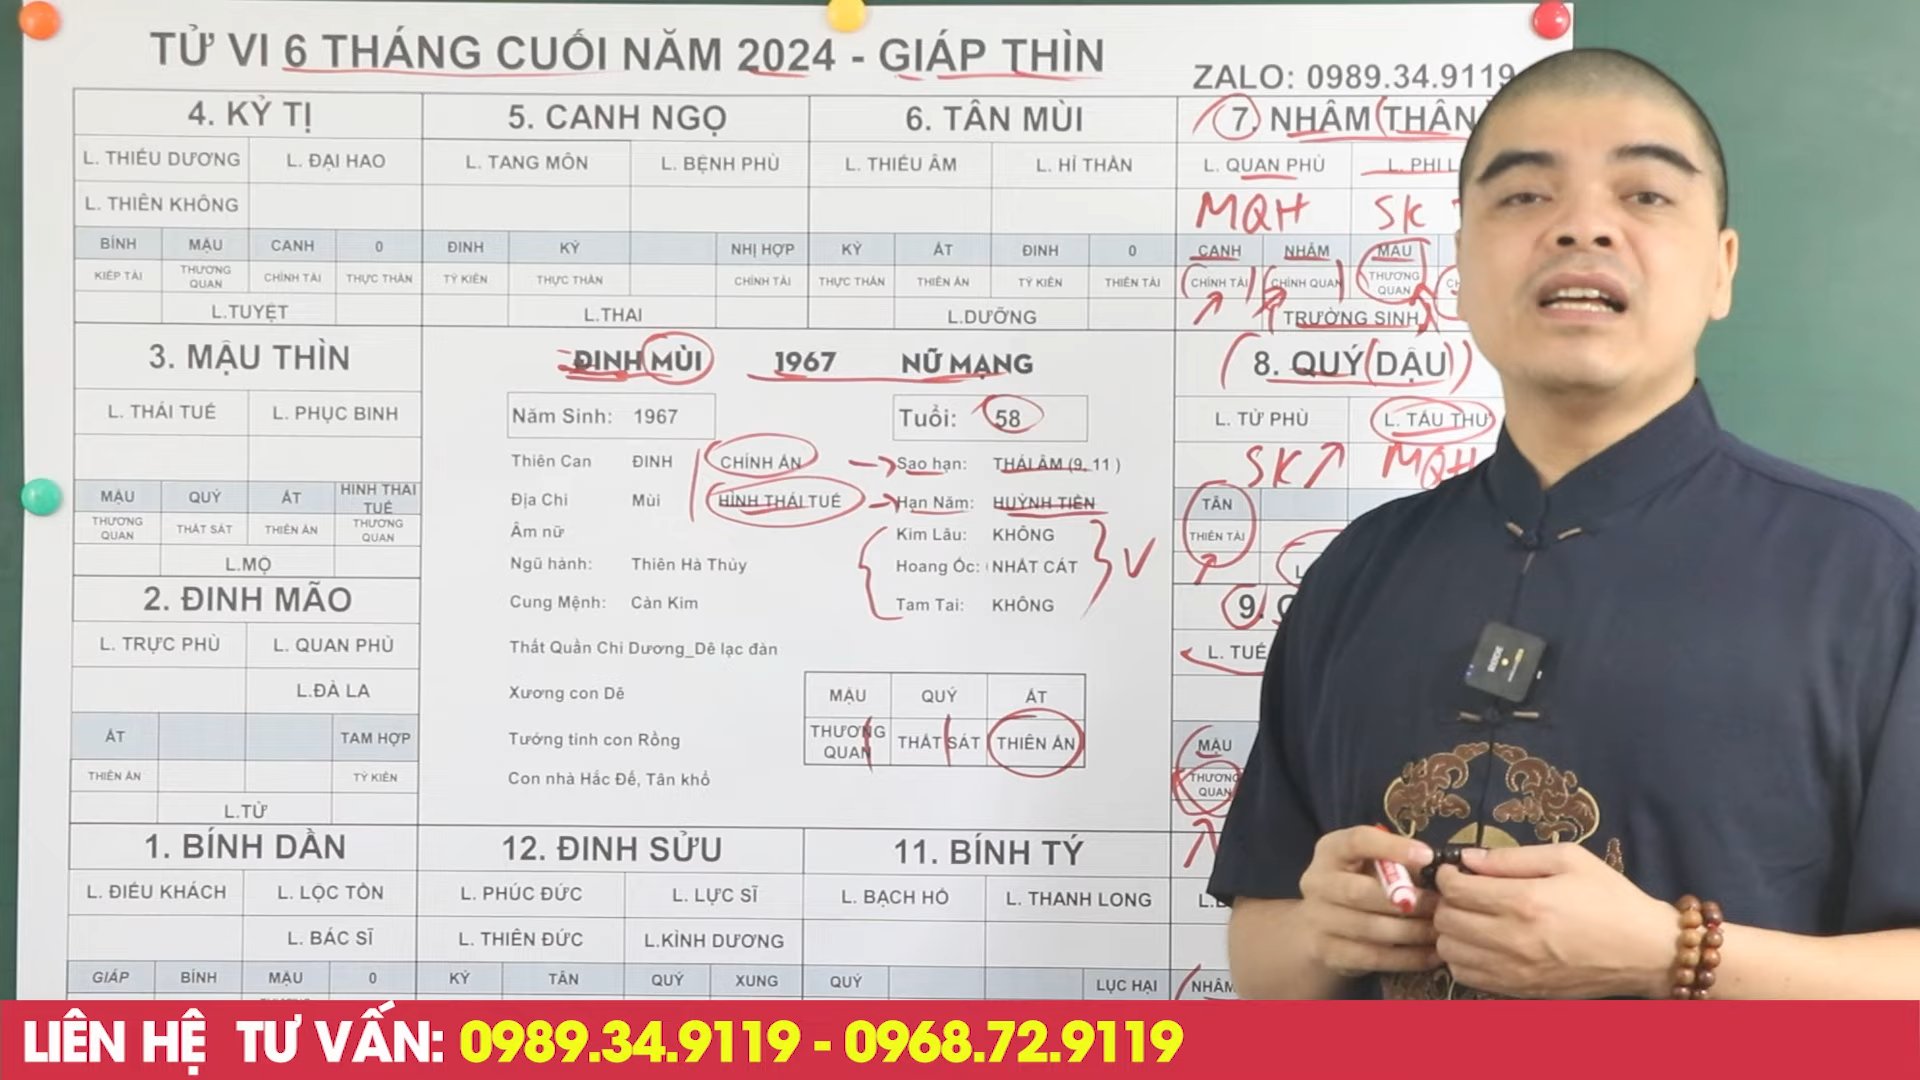 TỬ VI 6 THÁNG CUỐI NĂM 2024 - GIÁP THÌN
ZALO: 0989.34.9119
4. KỶ TỊ
5. CANH NGỌ
6. TÂN MÙI
7. NHÂM THÂN
L. THIẾU DƯƠNG L. ĐẠI HAO
L. TANG MÔN L. BỆNH PHÙ
L. THIẾU ÂM L. HỈ THẦN
L. QUAN PHÙ L. PHI L
L. THIÊN KHÔNG
MQH SK
BÍNH MẬU CANH 0
ĐINH KỶ NHỊ HỢP
KỶ ẤT ĐINH 0
CANH NHÂM MẬU
KIẾP TÀI THƯƠNG QUAN CHÍNH TÀI THỰC THẦN
TỶ KIÊN THỰC THẦN CHÍNH TÀI
THỰC THẦN THIÊN ẤN TỶ KIÊN THIÊN TÀI
CHÍNH TÀI CHÍNH QUAN THƯƠNG QUAN
L.TUYỆT
L.THAI
L.DƯỠNG
TRƯỜNG SINH
3. MẬU THÌN
ĐINH MÙI 1967 NỮ MẠNG
8. QUÝ DẬU
L. THÁI TUẾ L. PHỤC BINH
Năm Sinh: 1967 Tuổi: 58
L. TỬ PHÙ L. TẤU THƯ
Thiên Can ĐINH CHÍNH ẤN Sao hạn: THÁI ÂM (9, 11 )
SK MQH
MẬU QUÝ ẤT HÌNH THÁI TUẾ
Địa Chi Mùi HÌNH THÁI TUẾ Hạn Năm: HUỲNH TIỀN
TÂN
THƯƠNG QUAN THẤT SÁT THIÊN ẤN THƯƠNG QUAN
Âm nữ Kim Lâu: KHÔNG
THIÊN TÀI
L.MỘ
Ngũ hành: Thiên Hà Thủy Hoang Ốc: NHẤT CÁT
2. ĐINH MÃO
Cung Mệnh: Càn Kim Tam Tai: KHÔNG
9.
L. TRỰC PHÙ L. QUAN PHỦ
Thất Quần Chi Dương_Dê lạc đàn
L. TUẾ
L.ĐÀ LA
Xương con Dê
MẬU QUÝ ẤT
ẤT TAM HỢP
Tướng tinh con Rồng
THƯƠNG QUAN THẤT SÁT THIÊN ẤN
MẬU
THIÊN ẤN TỶ KIÊN
Con nhà Hắc Đế, Tân khổ
THƯƠNG QUAN
L.TỬ
1. BÍNH DẦN
12. ĐINH SỬU
11. BÍNH TÝ
L. ĐIẾU KHÁCH L. LỘC TỒN
L. PHÚC ĐỨC L. LỰC SĨ
L. BẠCH HỔ L. THANH LONG
L. BÁC SĨ
L. THIÊN ĐỨC L.KÌNH DƯƠNG
GIÁP BÍNH MẬU 0
KỶ TÂN QUÝ XUNG
QUÝ LỤC HẠI
NHÂM
LIÊN HỆ TƯ VẤN: 0989.34.9119 - 0968.72.9119